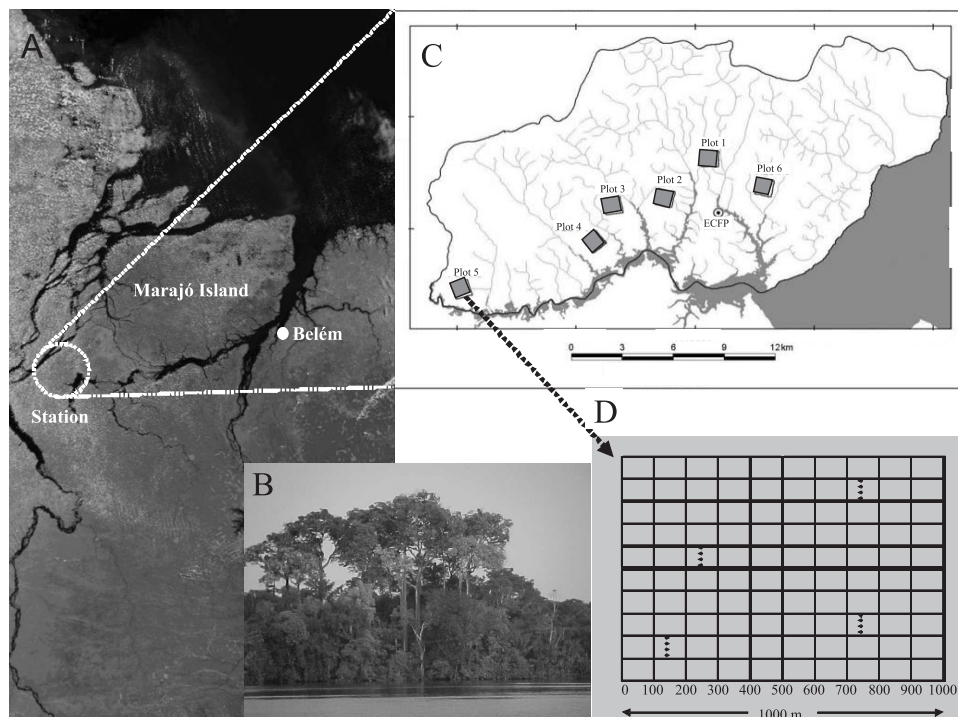 A
Marajó Island
Belém
Station
B
C
Plot 1
Plot 6
Plot 2
Plot 3
ECFP
Plot 4
Plot 5
0 3 6 9 12km
D
0 100 200 300 400 500 600 700 800 900 1000
1000 m